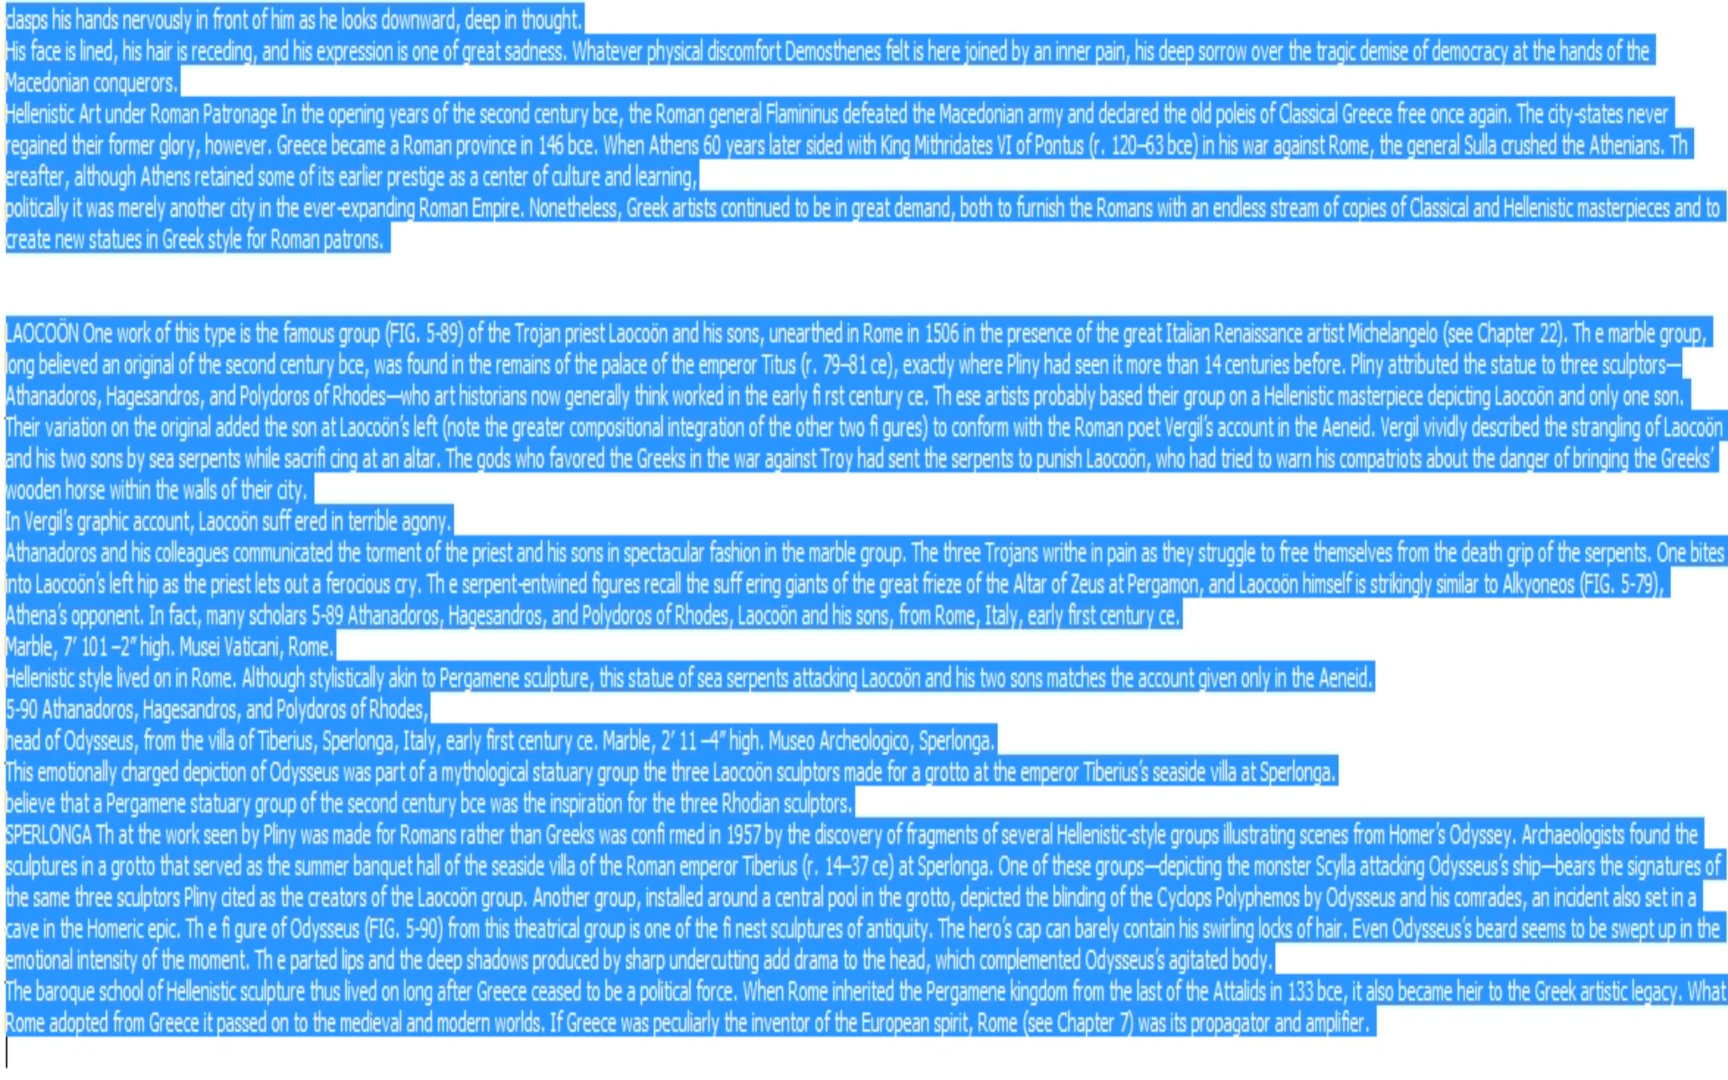 clasps his hands nervously in front of him as he looks downward, deep in thought.
His face is lined, his hair is receding, and his expression is one of great sadness. Whatever physical discomfort Demosthenes felt is here joined by an inner pain, his deep sorrow over the tragic demise of democracy at the hands of the
Macedonian conquerors.
Hellenistic Art under Roman Patronage In the opening years of the second century bce, the Roman general Flamininus defeated the Macedonian army and declared the old poleis of Classical Greece free once again. The city-states never
regained their former glory, however. Greece became a Roman province in 146 bce. When Athens 60 years later sided with King Mithridates VI of Pontus (r. 120–63 bce) in his war against Rome, the general Sulla crushed the Athenians. Th
ereafter, although Athens retained some of its earlier prestige as a center of culture and learning,
politically it was merely another city in the ever-expanding Roman Empire. Nonetheless, Greek artists continued to be in great demand, both to furnish the Romans with an endless stream of copies of Classical and Hellenistic masterpieces and to
create new statues in Greek style for Roman patrons.
LAOCOÖN One work of this type is the famous group (FIG. 5-89) of the Trojan priest Laocoön and his sons, unearthed in Rome in 1506 in the presence of the great Italian Renaissance artist Michelangelo (see Chapter 22). Th e marble group,
long believed an original of the second century bce, was found in the remains of the palace of the emperor Titus (r. 79–81 ce), exactly where Pliny had seen it more than 14 centuries before. Pliny attributed the statue to three sculptors—
Athanadoros, Hagesandros, and Polydoros of Rhodes—who art historians now generally think worked in the early fi rst century ce. Th ese artists probably based their group on a Hellenistic masterpiece depicting Laocoön and only one son.
Their variation on the original added the son at Laocoön's left (note the greater compositional integration of the other two fi gures) to conform with the Roman poet Vergil's account in the Aeneid. Vergil vividly described the strangling of Laocoön
and his two sons by sea serpents while sacrifi cing at an altar. The gods who favored the Greeks in the war against Troy had sent the serpents to punish Laocoön, who had tried to warn his compatriots about the danger of bringing the Greeks'
wooden horse within the walls of their city.
In Vergil's graphic account, Laocoön suff ered in terrible agony.
Athanadoros and his colleagues communicated the torment of the priest and his sons in spectacular fashion in the marble group. The three Trojans writhe in pain as they struggle to free themselves from the death grip of the serpents. One bites
into Laocoön's left hip as the priest lets out a ferocious cry. Th e serpent-entwined figures recall the suff ering giants of the great frieze of the Altar of Zeus at Pergamon, and Laocoön himself is strikingly similar to Alkyoneos (FIG. 5-79),
Athena's opponent. In fact, many scholars 5-89 Athanadoros, Hagesandros, and Polydoros of Rhodes, Laocoön and his sons, from Rome, Italy, early first century ce.
Marble, 7′ 101 –2″ high. Musei Vaticani, Rome.
Hellenistic style lived on in Rome. Although stylistically akin to Pergamene sculpture, this statue of sea serpents attacking Laocoön and his two sons matches the account given only in the Aeneid.
5-90 Athanadoros, Hagesandros, and Polydoros of Rhodes,
head of Odysseus, from the villa of Tiberius, Sperlonga, Italy, early first century ce. Marble, 2′ 11 –4″ high. Museo Archeologico, Sperlonga.
This emotionally charged depiction of Odysseus was part of a mythological statuary group the three Laocoön sculptors made for a grotto at the emperor Tiberius's seaside villa at Sperlonga.
believe that a Pergamene statuary group of the second century bce was the inspiration for the three Rhodian sculptors.
SPERLONGA Th at the work seen by Pliny was made for Romans rather than Greeks was confi rmed in 1957 by the discovery of fragments of several Hellenistic-style groups illustrating scenes from Homer's Odyssey. Archaeologists found the
sculptures in a grotto that served as the summer banquet hall of the seaside villa of the Roman emperor Tiberius (r. 14–37 ce) at Sperlonga. One of these groups—depicting the monster Scylla attacking Odysseus's ship—bears the signatures of
the same three sculptors Pliny cited as the creators of the Laocoön group. Another group, installed around a central pool in the grotto, depicted the blinding of the Cyclops Polyphemos by Odysseus and his comrades, an incident also set in a
cave in the Homeric epic. Th e fi gure of Odysseus (FIG. 5-90) from this theatrical group is one of the fi nest sculptures of antiquity. The hero's cap can barely contain his swirling locks of hair. Even Odysseus's beard seems to be swept up in the
emotional intensity of the moment. Th e parted lips and the deep shadows produced by sharp undercutting add drama to the head, which complemented Odysseus's agitated body.
The baroque school of Hellenistic sculpture thus lived on long after Greece ceased to be a political force. When Rome inherited the Pergamene kingdom from the last of the Attalids in 133 bce, it also became heir to the Greek artistic legacy. What
Rome adopted from Greece it passed on to the medieval and modern worlds. If Greece was peculiarly the inventor of the European spirit, Rome (see Chapter 7) was its propagator and amplifier.